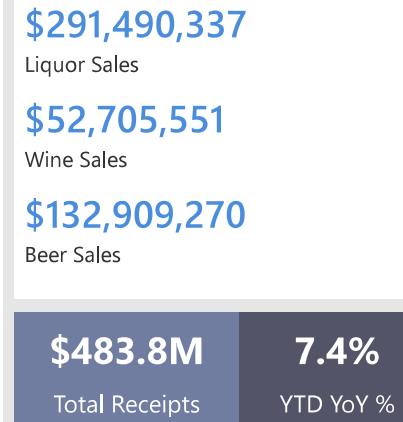 $291,490,337
Liquor Sales
$52,705,551
Wine Sales
$132,909,270
Beer Sales
$483.8M
7.4%
Total Receipts
YTD YoY %